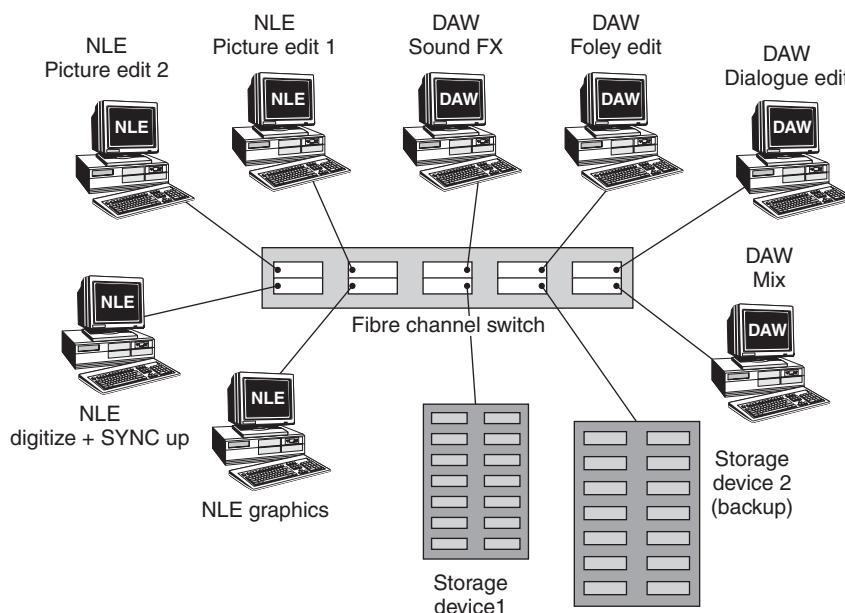 NLE
Picture edit 2
NLE
Picture edit 1
DAW
Sound FX
DAW
Foley edit
DAW
Dialogue edit
NLE
NLE
DAW
DAW
DAW
NLE
NLE
digitize + SYNC up
Fibre channel switch
DAW
Mix
DAW
NLE
NLE graphics
Storage
device1
Storage
device 2
(backup)